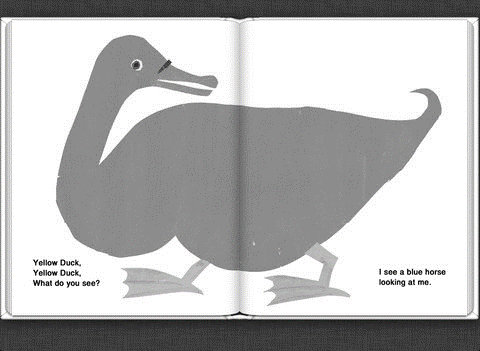 Yellow Duck,
Yellow Duck,
What do you see?
I see a blue horse
looking at me.